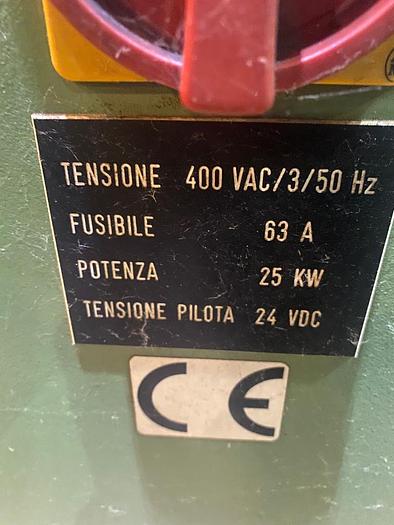 TENSIONE 400 VAC/3/50 Hz
FUSIBILE 63 A
POTENZA 25 KW
TENSIONE PILOTA 24 VDC
CE